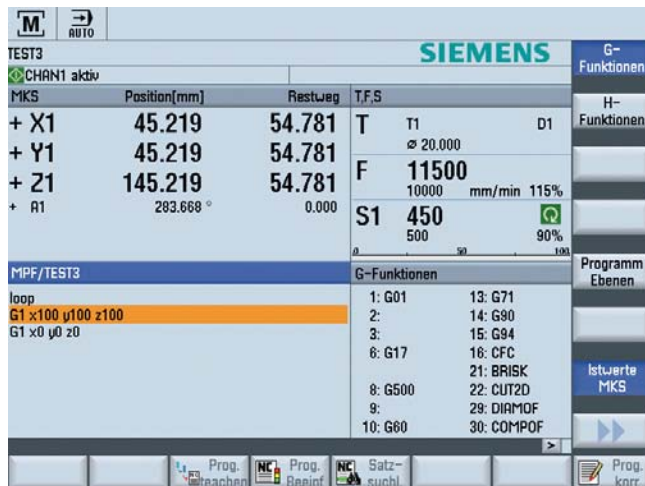 M AUTO
TEST3 SIEMENS
CHAN1 aktiv
MKS Position[mm] Restweg
+ X1 45.219 54.781
+ Y1 45.219 54.781
+ Z1 145.219 54.781
+ A1 283.668 ° 0.000
T,F,S
T T1 D1
ø 20.000
F 11500
10000 mm/min 115%
S1 450
500 90%
0 50 100
MPF/TEST3
loop
G1 x100 y100 z100
G1 x0 y0 z0
G-Funktionen
1: G01 13: G71
2: 14: G90
3: 15: G94
6: G17 16: CFC
21: BRISK
8: G500 22: CUT2D
9: 29: DIAMOF
10: G60 30: COMPOF
>
G-
Funktionen
H-
Funktionen
Programm
Ebenen
Istwerte
MKS
Prog.
teachen
NC Prog.
Beeinf.
NC Satz-
suchl.
Prog.
korr.